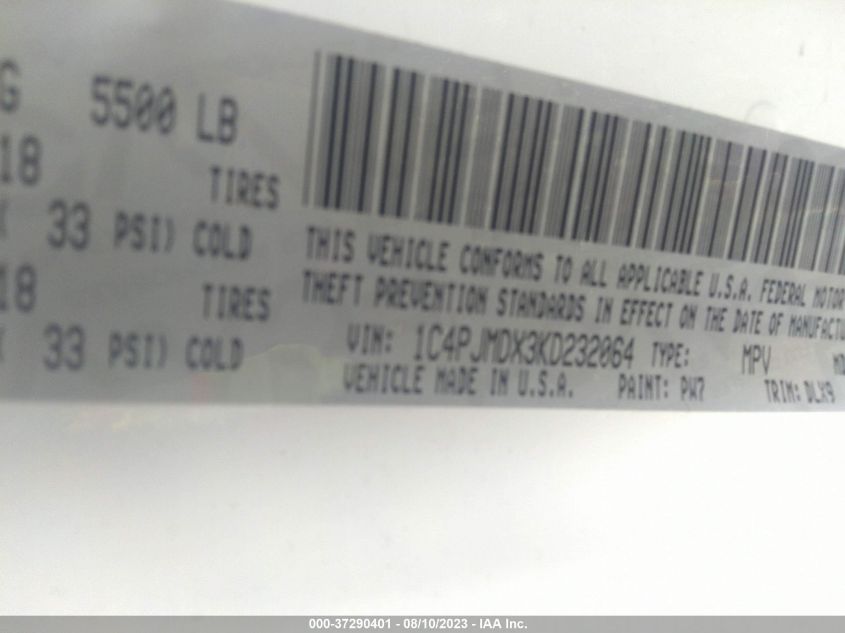 G 5500 LB
18
TIRES
33 PSI) COLD
18
TIRES
33 PSI) COLD
THIS VEHICLE CONFORMS TO ALL APPLICABLE U.S.A. FEDERAL MOTOR
THEFT PREVENTION STANDARDS IN EFFECT ON THE DATE OF MANUFACTU
VIN: 1C4PJMDX3KD232064 TYPE: MPV MD
VEHICLE MADE IN U.S.A. PAINT: PW7 TRIM: DLX9
000-37290401 - 08/10/2023 - IAA Inc.